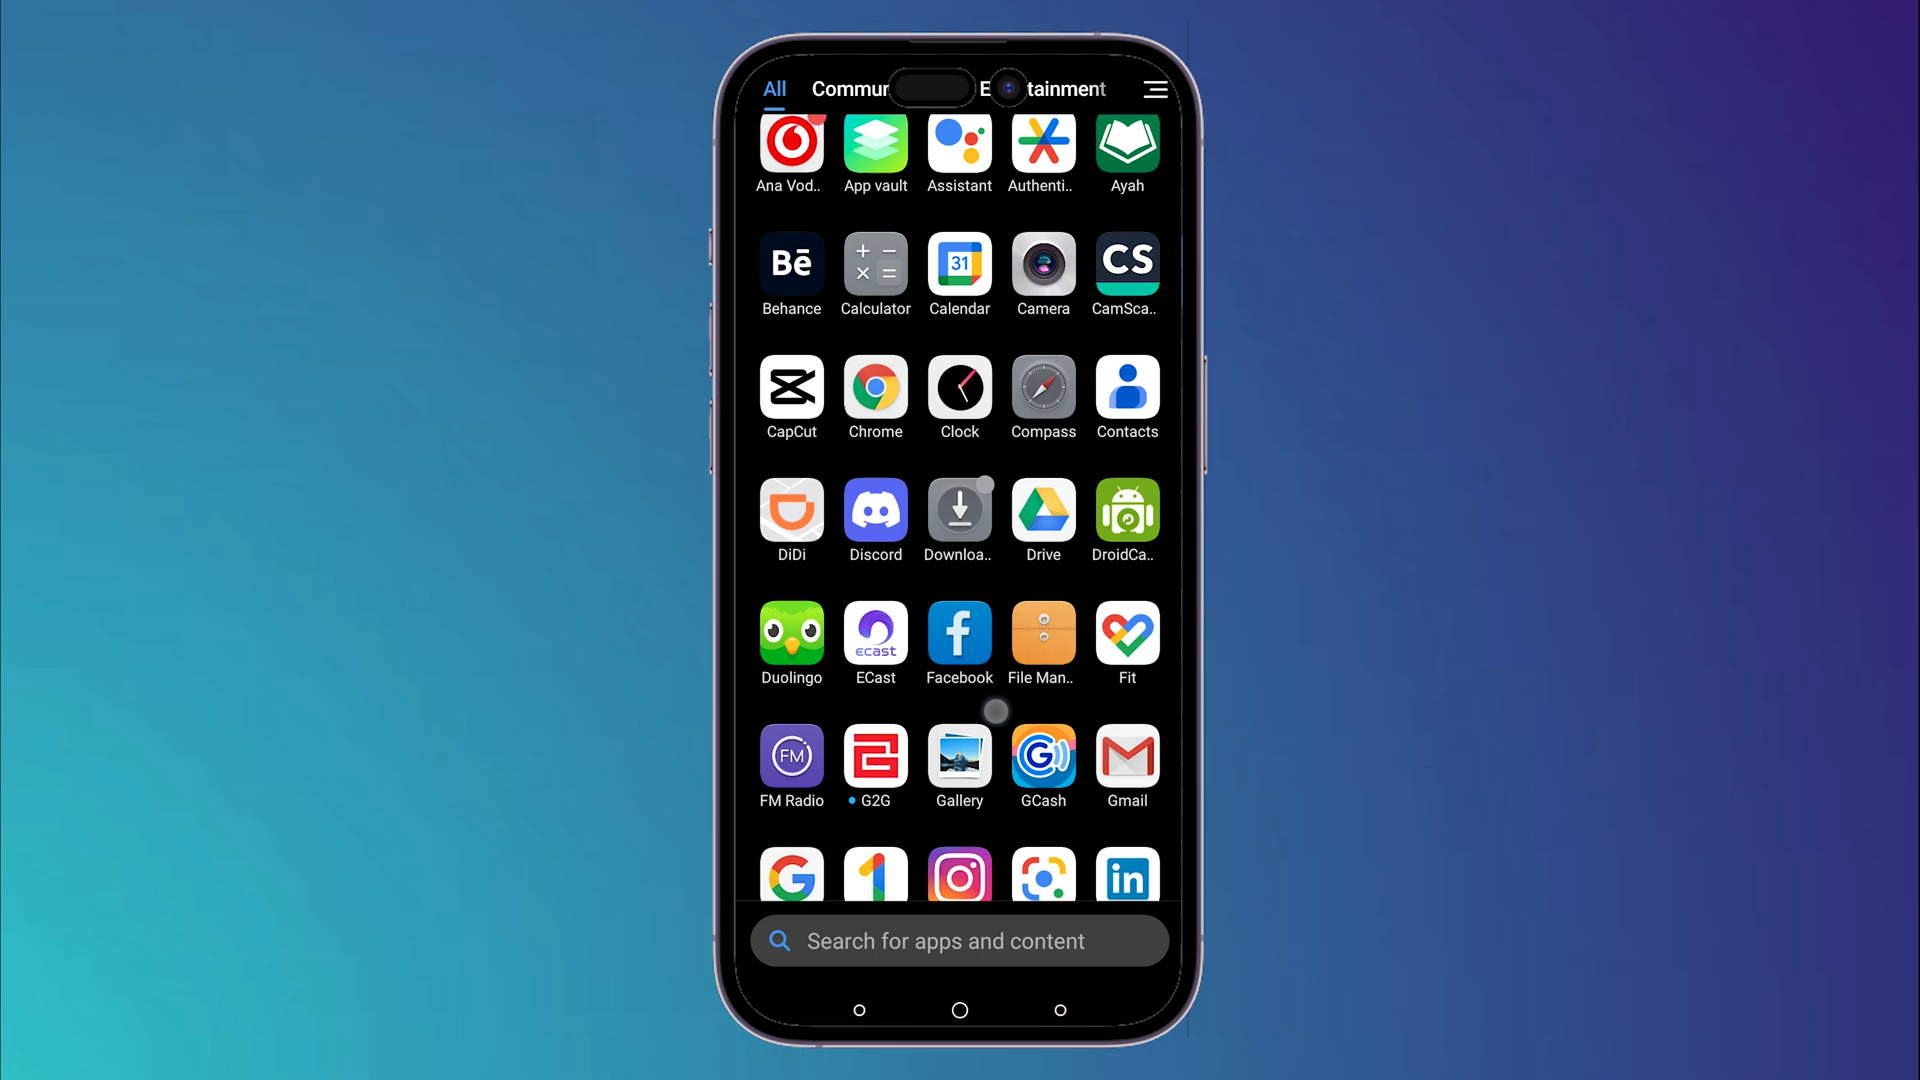 All Commur E tainment
Ana Vod.. App vault Assistant Authenti.. Ayah
Bē 31 CS
Behance Calculator Calendar Camera CamSca..
CapCut Chrome Clock Compass Contacts
DiDi Discord Downloa.. Drive DroidCa..
ECAST f
Duolingo ECast Facebook File Man.. Fit
FM G
FM Radio G2G Gallery GCash Gmail
G 1 in
Search for apps and content